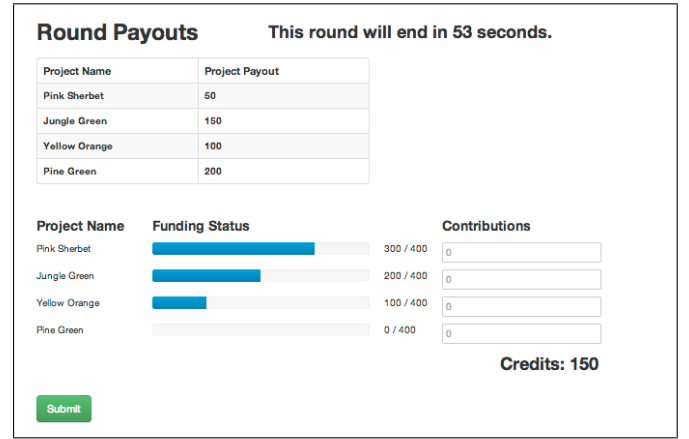 Round Payouts This round will end in 53 seconds.
Project Name Project Payout
Pink Sherbet 50
Jungle Green 150
Yellow Orange 100
Pine Green 200
Project Name Funding Status Contributions
Pink Sherbet 300 / 400 0
Jungle Green 200 / 400 0
Yellow Orange 100 / 400 0
Pine Green 0 / 400 0
Credits: 150
Submit